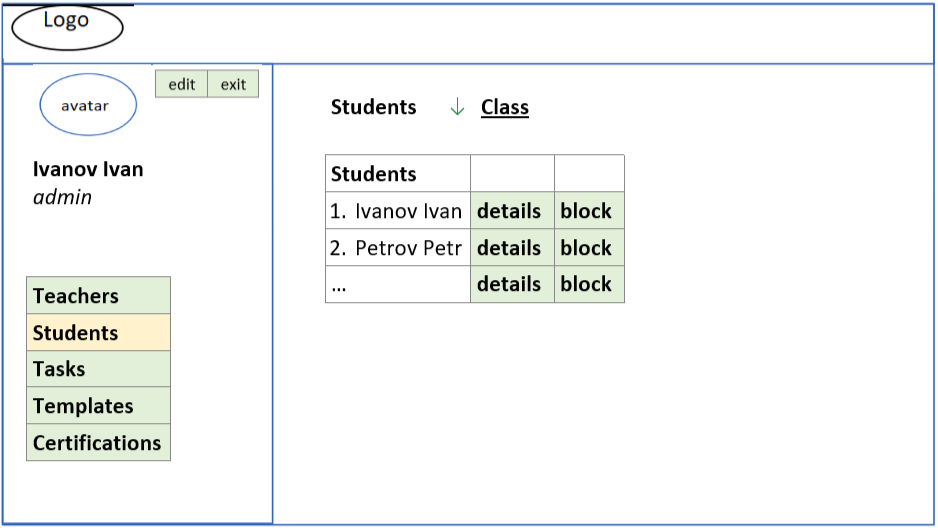 Logo
edit exit
avatar
Ivanov Ivan
admin
Teachers
Students
Tasks
Templates
Certifications
Students ↓ Class
Students
1. Ivanov Ivan details block
2. Petrov Petr details block
... details block